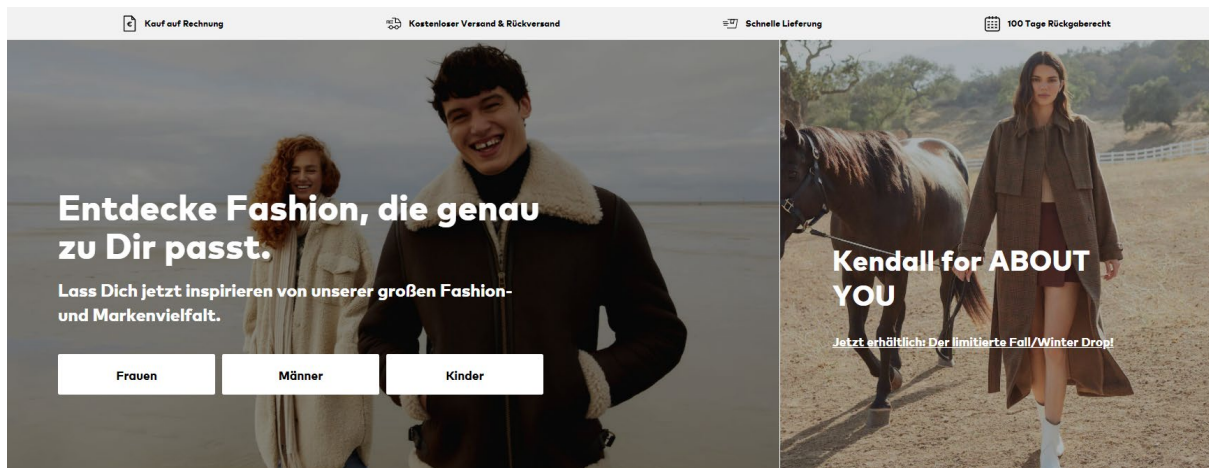 Kauf auf Rechnung
Kostenloser Versand & Rückversand
Schnelle Lieferung
100 Tage Rückgaberecht
Entdecke Fashion, die genau
zu Dir passt.
Lass Dich jetzt inspirieren von unserer großen Fashion-
und Markenvielfalt.
Frauen
Männer
Kinder
Kendall for ABOUT
YOU
Jetzt erhältlich: Der limitierte Fall/Winter Drop!